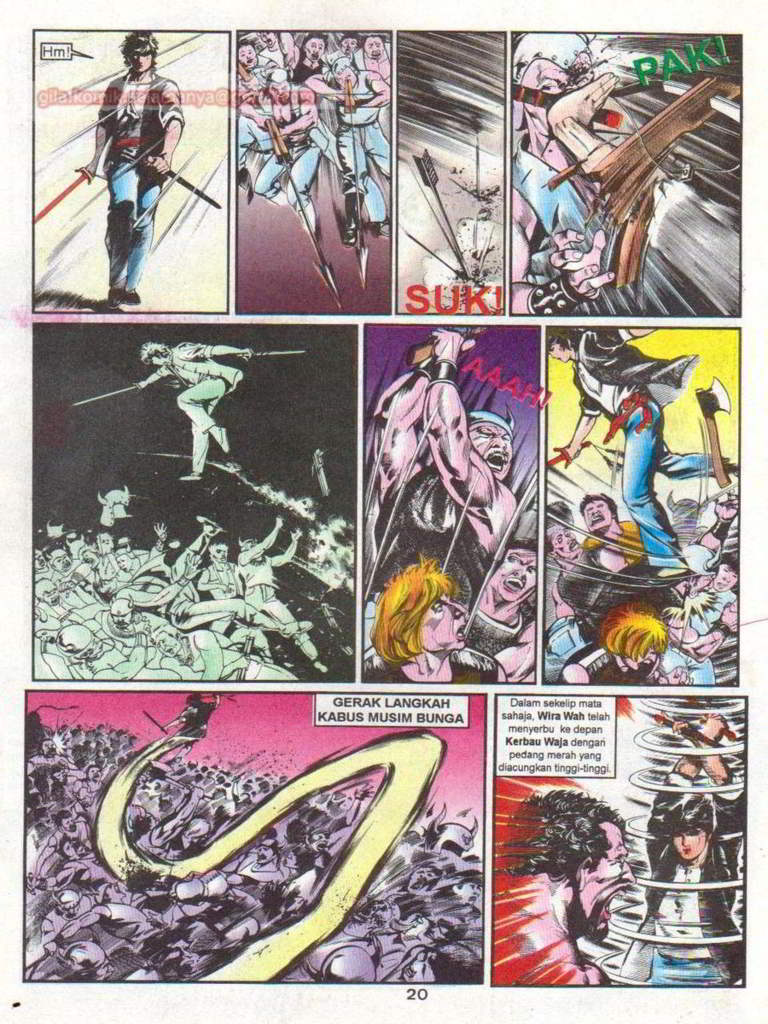 Hm!
PAK!
SUK!
AAAH!
GERAK LANGKAH
KABUS MUSIM BUNGA
Dalam sekelip mata
sahaja, Wira Wah telah
menyerbu ke depan
Kerbau Waja dengan
pedang merah yang
diacungkan tinggi-tinggi.
20